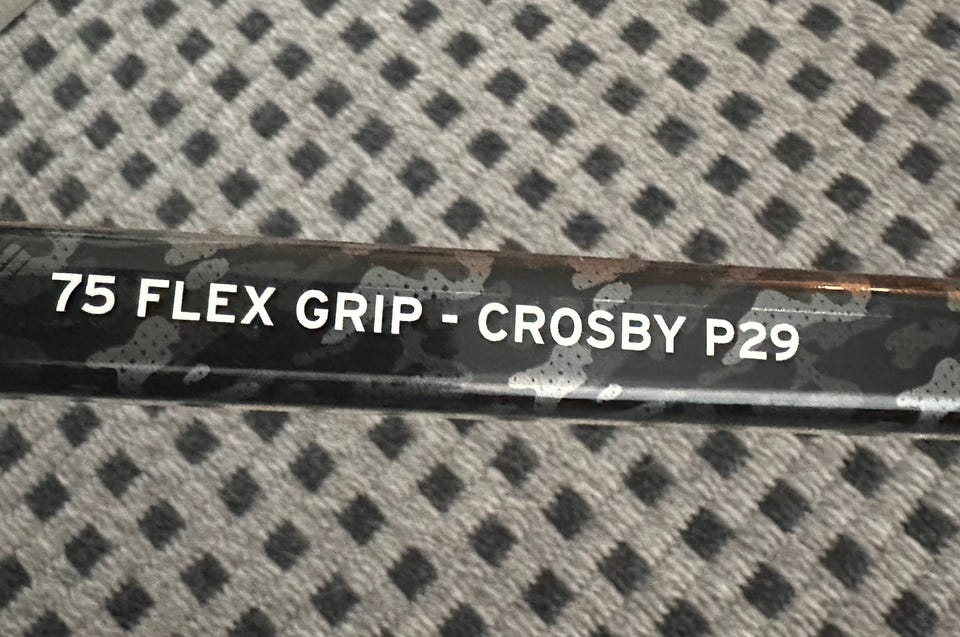 75 FLEX GRIP - CROSBY P29